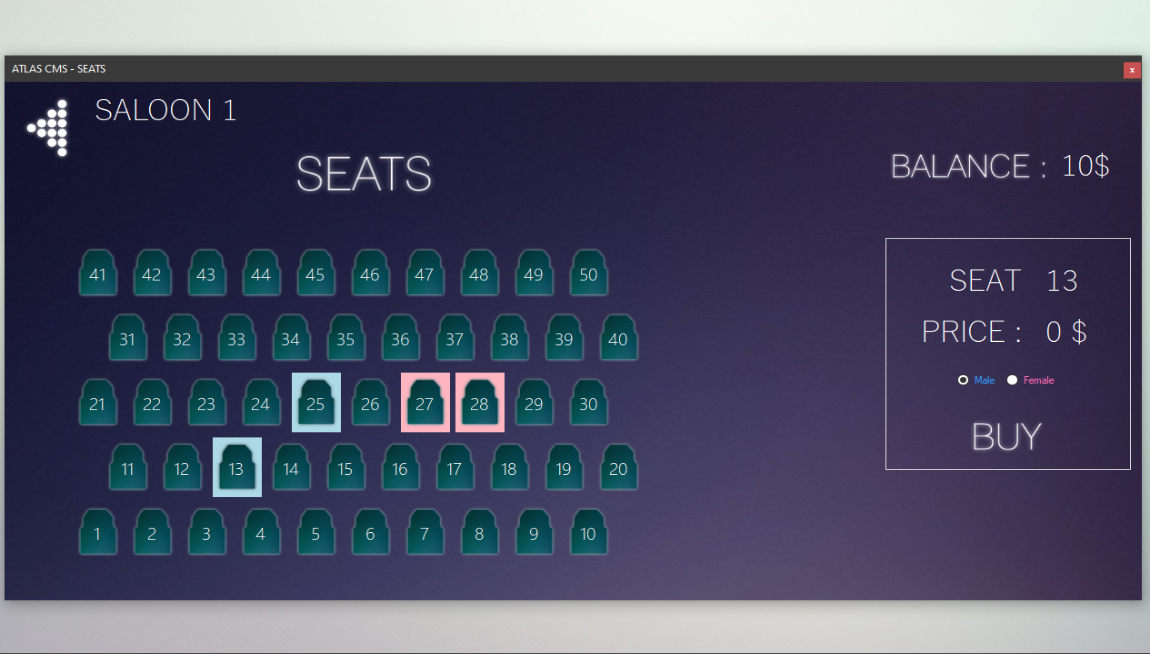 ATLAS CMS - SEATS
x
SALOON 1
SEATS
BALANCE : 10$
41 42 43 44 45 46 47 48 49 50
31 32 33 34 35 36 37 38 39 40
21 22 23 24 25 26 27 28 29 30
11 12 13 14 15 16 17 18 19 20
1 2 3 4 5 6 7 8 9 10
SEAT 13
PRICE : 0 $
Male Female
BUY